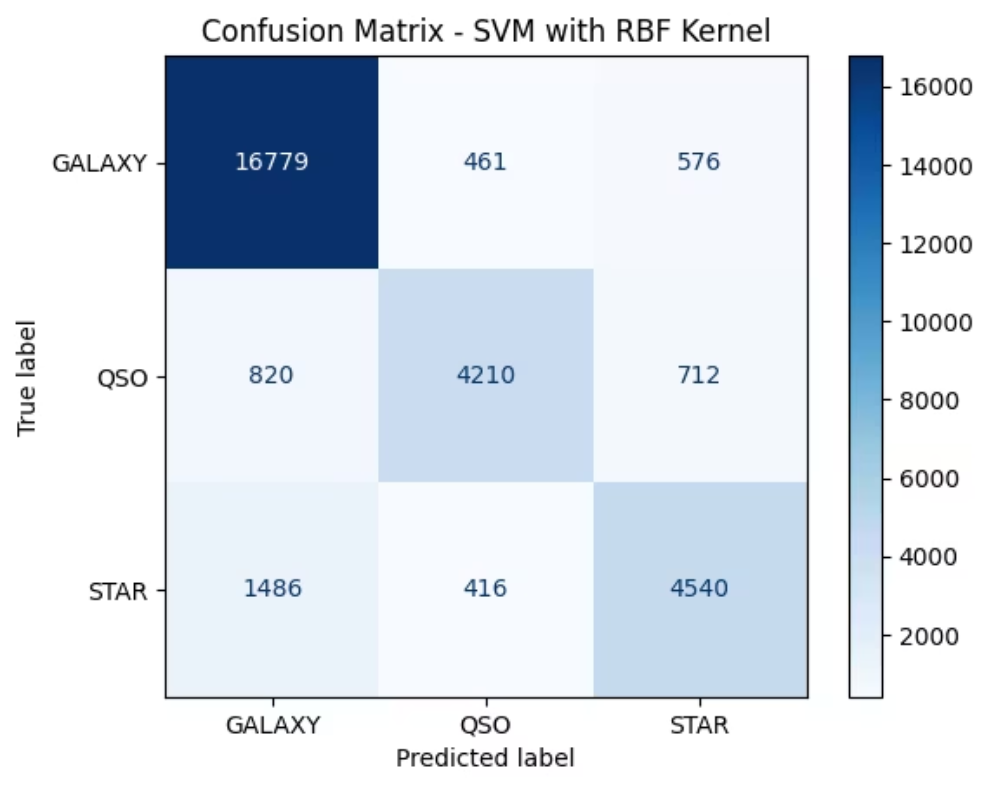 Confusion Matrix - SVM with RBF Kernel
GALAXY 16779 461 576
QSO 820 4210 712
STAR 1486 416 4540
GALAXY QSO STAR
Predicted label
True label
16000
14000
12000
10000
8000
6000
4000
2000